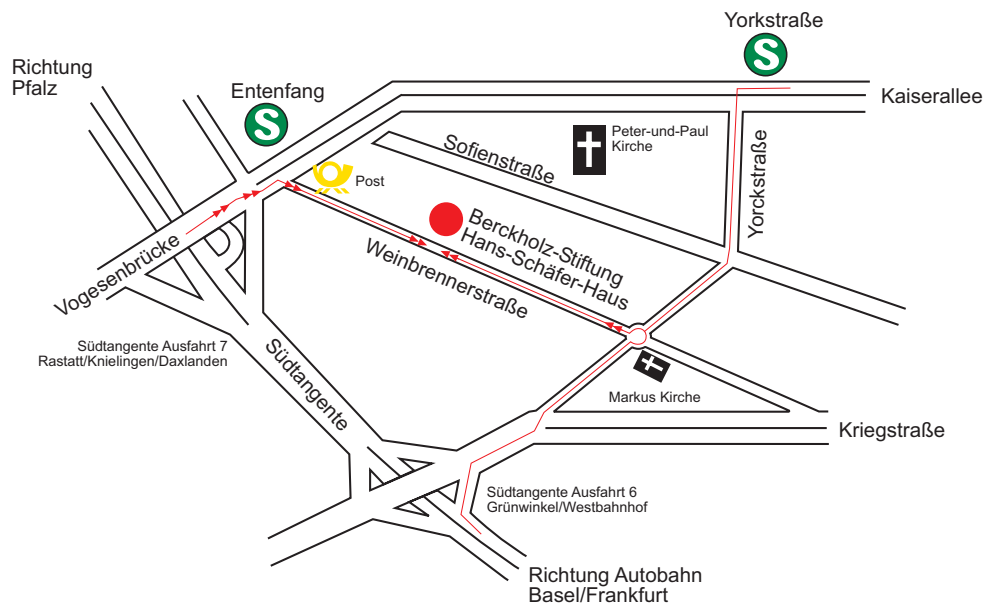 Yorkstraße
S
Richtung
Pfalz
Entenfang
S
Kaiserallee
Peter-und-Paul
Kirche
Sofienstraße
Yorckstraße
Post
Berckholz-Stiftung
Hans-Schäfer-Haus
Weinbrennerstraße
Vogesenbrücke
Südtangente Ausfahrt 7
Rastatt/Knielingen/Daxlanden
Südtangente
Markus Kirche
Kriegstraße
Südtangente Ausfahrt 6
Grünwinkel/Westbahnhof
Richtung Autobahn
Basel/Frankfurt